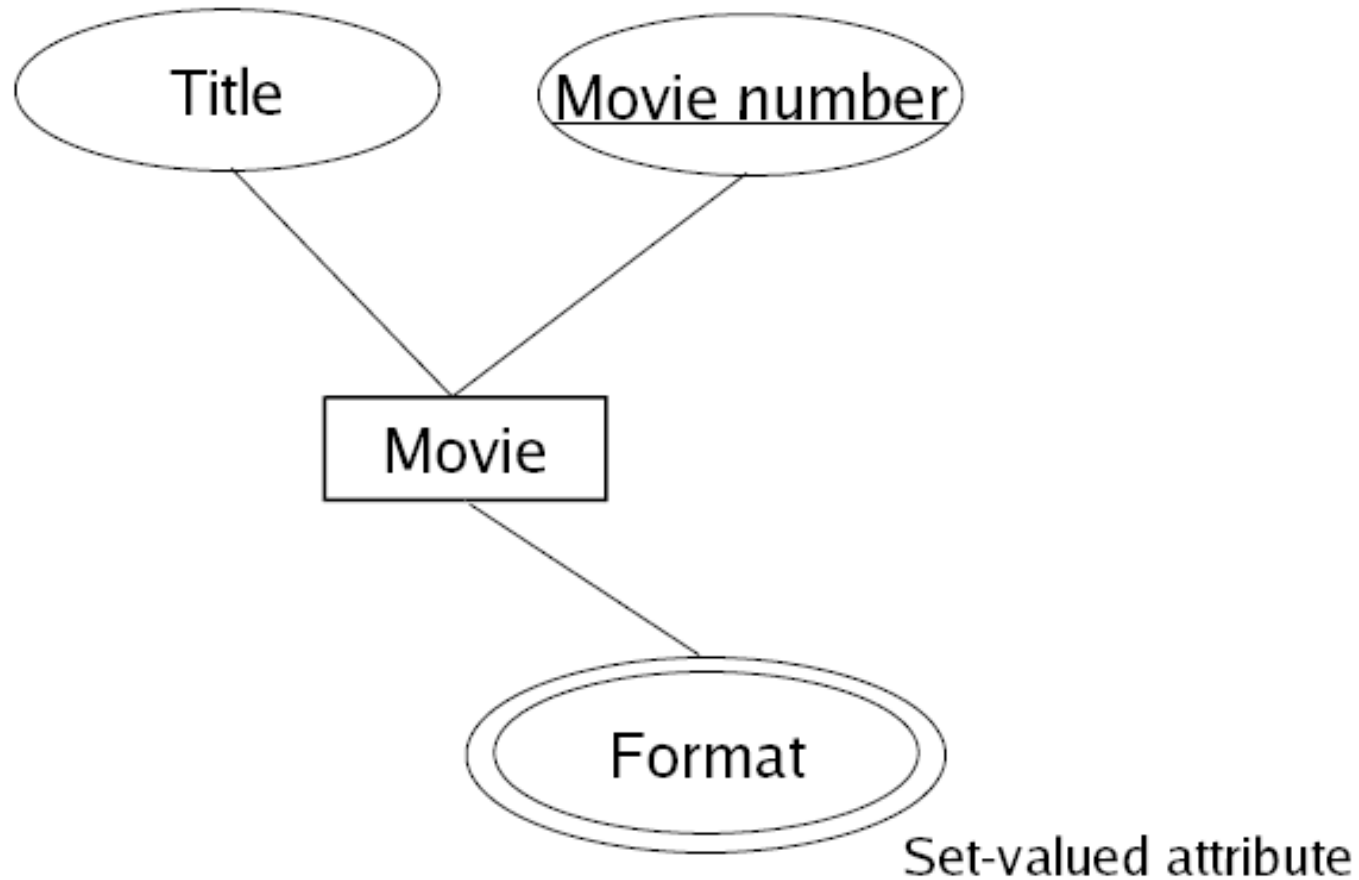 Title
Movie number
Movie
Format
Set-valued attribute